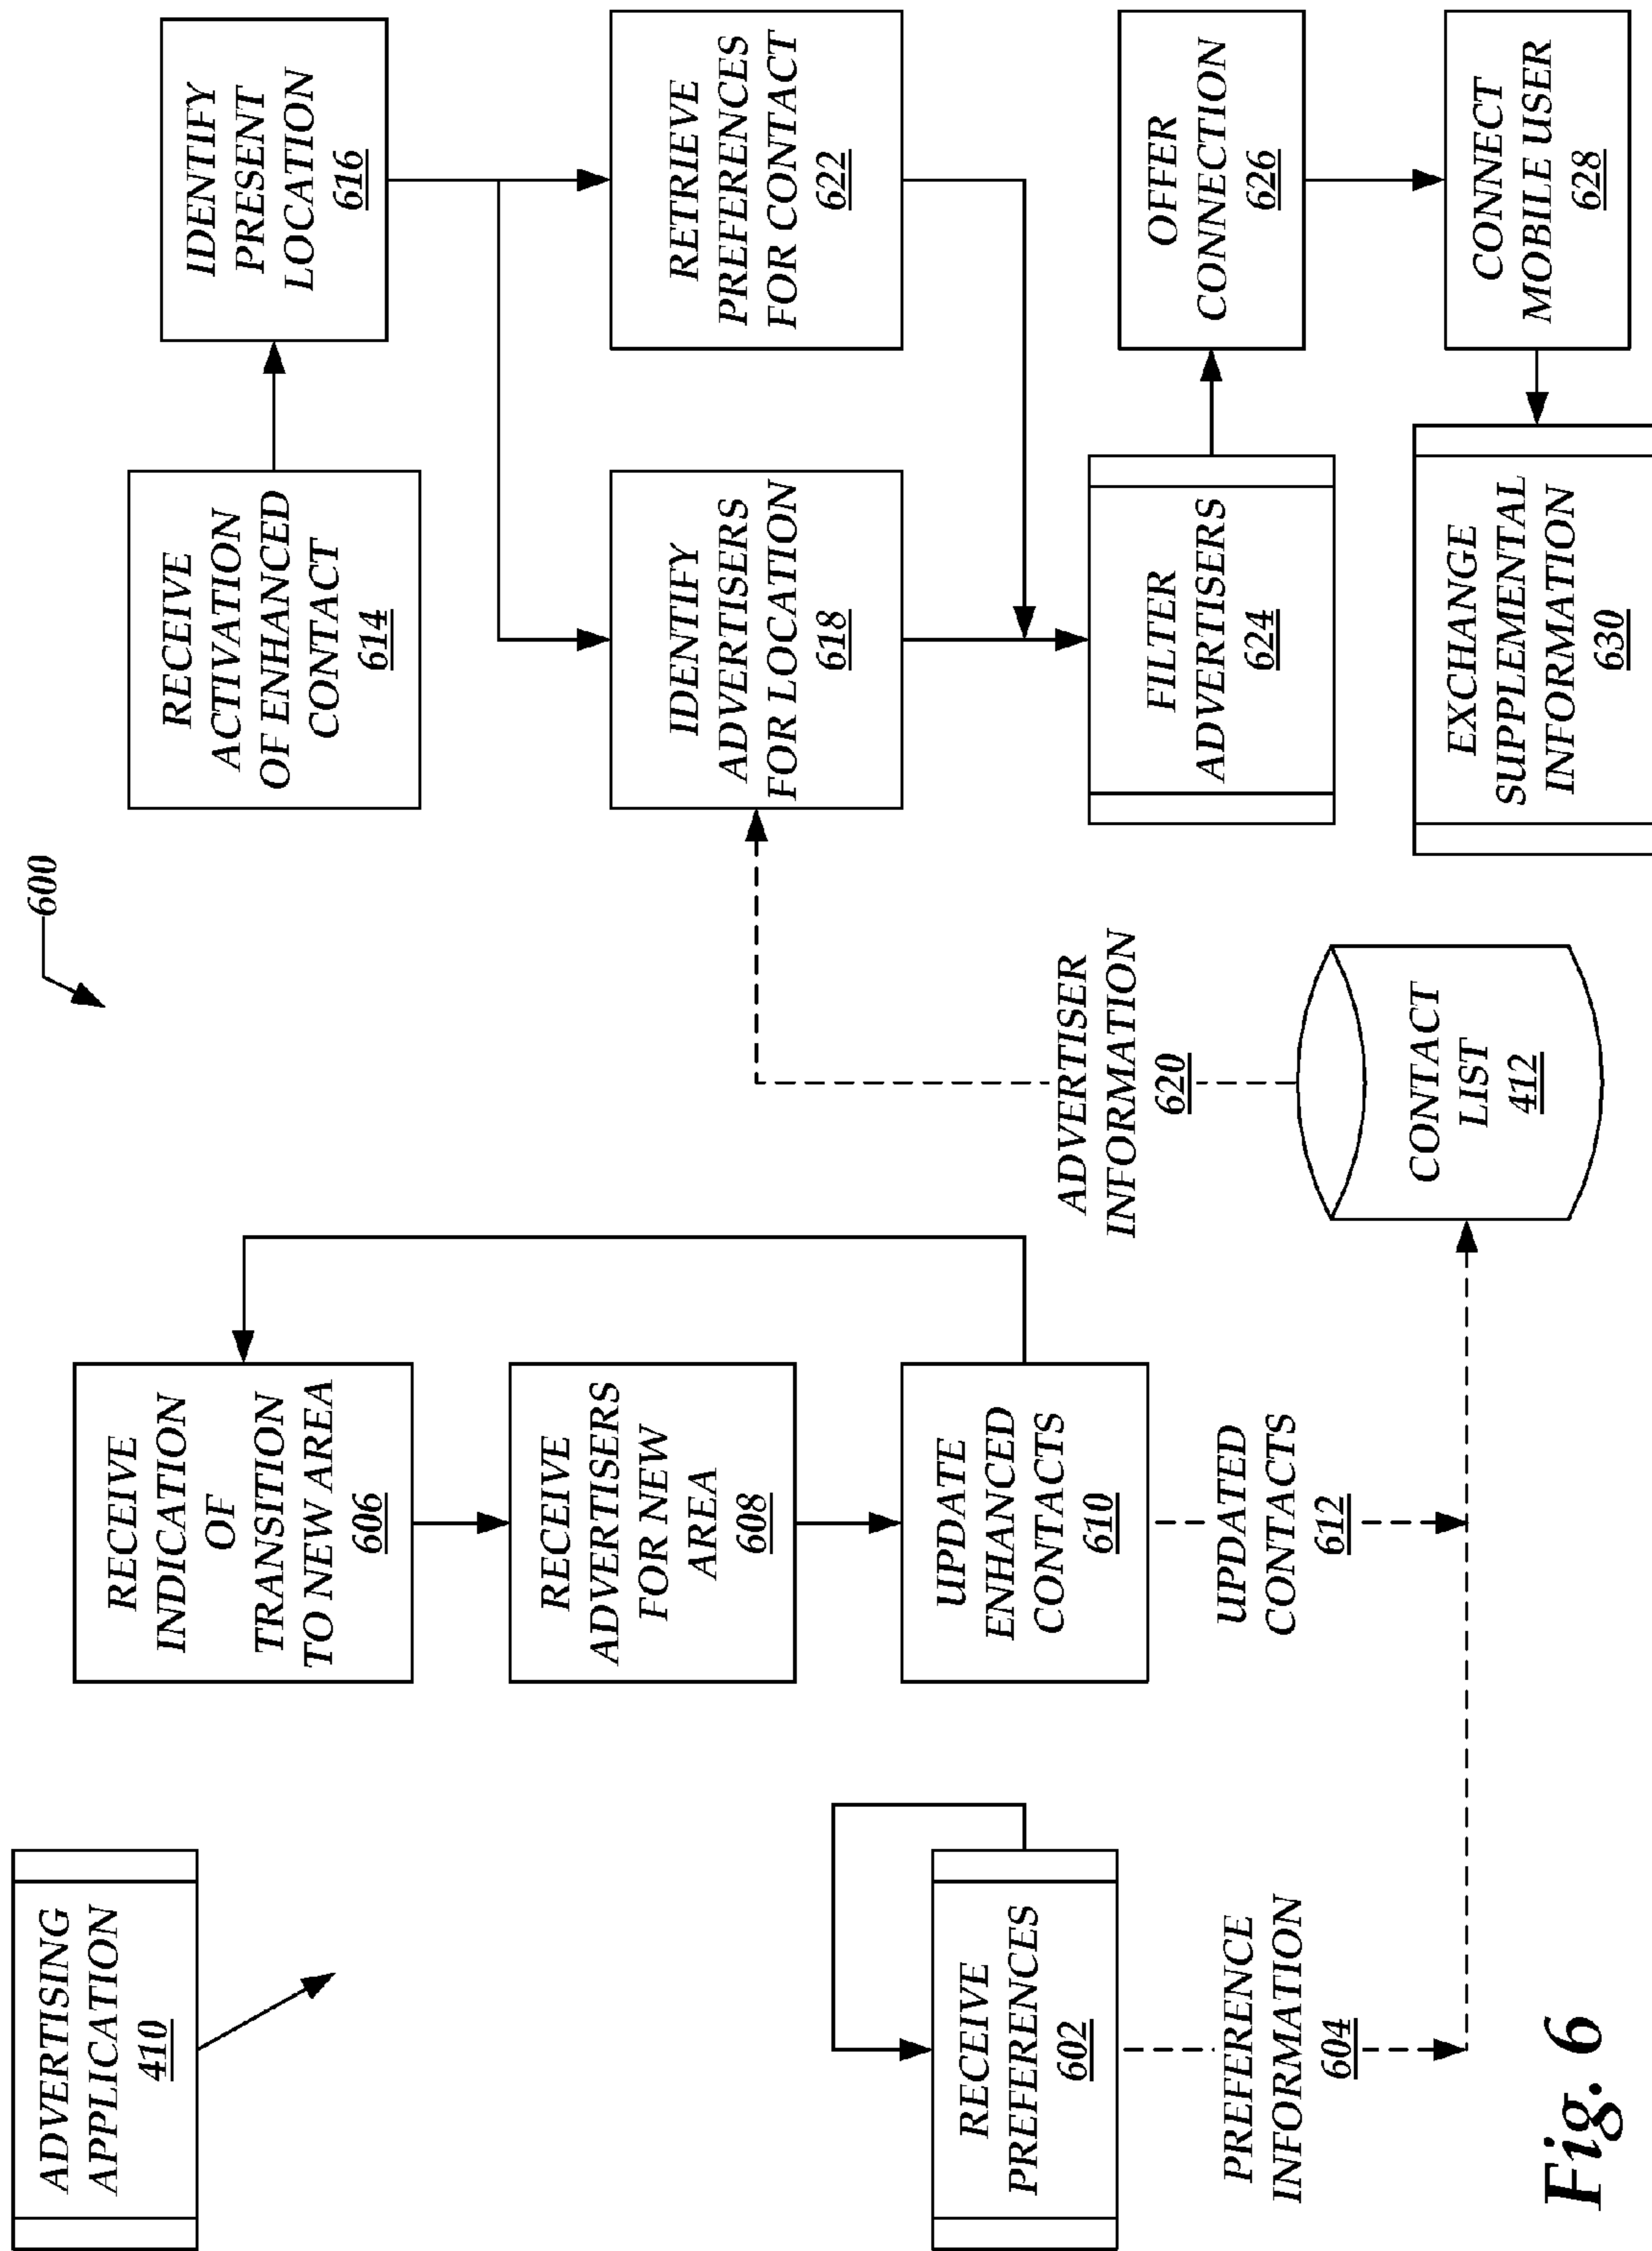 600
ADVERTISING
APPLICATION
410
RECEIVE
PREFERENCES
602
PREFERENCE
INFORMATION
604
RECEIVE
INDICATION
OF
TRANSITION
TO NEW AREA
606
RECEIVE
ADVERTISERS
FOR NEW
AREA
608
UPDATE
ENHANCED
CONTACTS
610
UPDATED
CONTACTS
612
ADVERTISER
INFORMATION
620
CONTACT
LIST
412
RECEIVE
ACTIVATION
OF ENHANCED
CONTACT
614
IDENTIFY
PRESENT
LOCATION
616
IDENTIFY
ADVERTISERS
FOR LOCATION
618
RETRIEVE
PREFERENCES
FOR CONTACT
622
FILTER
ADVERTISERS
624
OFFER
CONNECTION
626
EXCHANGE
SUPPLEMENTAL
INFORMATION
630
CONNECT
MOBILE USER
628
Fig. 6